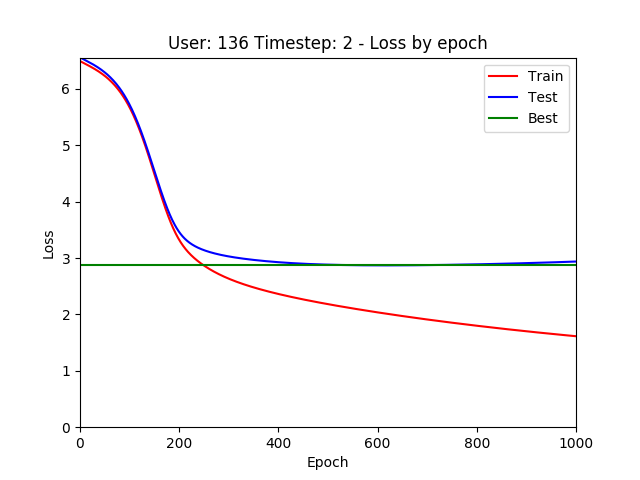 User: 136 Timestep: 2 - Loss by epoch
Train
Test
Best
Loss
6
5
4
3
2
1
0
0 200 400 600 800 1000
Epoch